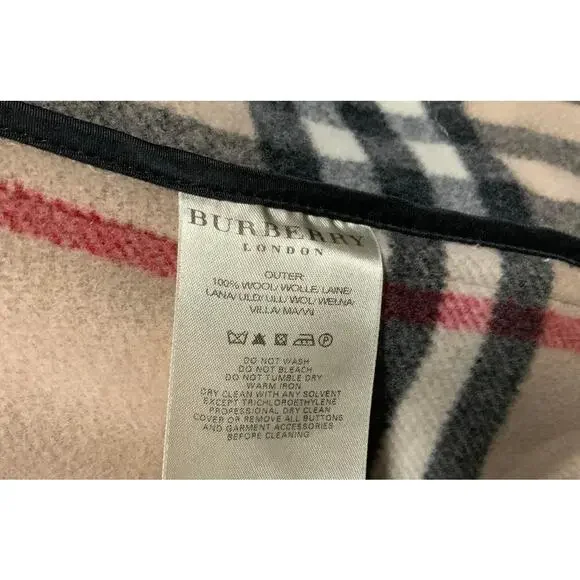 BURBERRY
LONDON
OUTER:
100% WOOL/ WOLLE, LAINE/
LANA/ ULD/ ULL/ WOL/ WEŁNA/
VILLA/ MAΛΛI
DO NOT WASH
DO NOT BLEACH
DO NOT TUMBLE DRY
WARM IRON
DRY CLEAN WITH ANY SOLVENT
EXCEPT TRICHLOROETHYLENE
PROFESSIONAL DRY CLEAN
COVER OR REMOVE ALL BUTTONS
AND GARMENT ACCESSORIES
BEFORE CLEANING